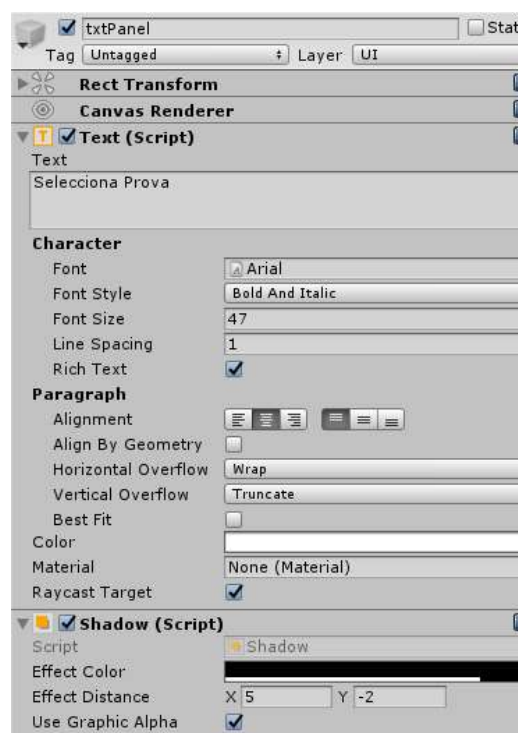 txtPanel Stat
Tag Untagged Layer UI
Rect Transform
Canvas Renderer
T Text (Script)
Text
Selecciona Prova
Character
Font Arial
Font Style Bold And Italic
Font Size 47
Line Spacing 1
Rich Text
Paragraph
Alignment
Align By Geometry
Horizontal Overflow Wrap
Vertical Overflow Truncate
Best Fit
Color
Material None (Material)
Raycast Target
Shadow (Script)
Script Shadow
Effect Color
Effect Distance X 5 Y -2
Use Graphic Alpha